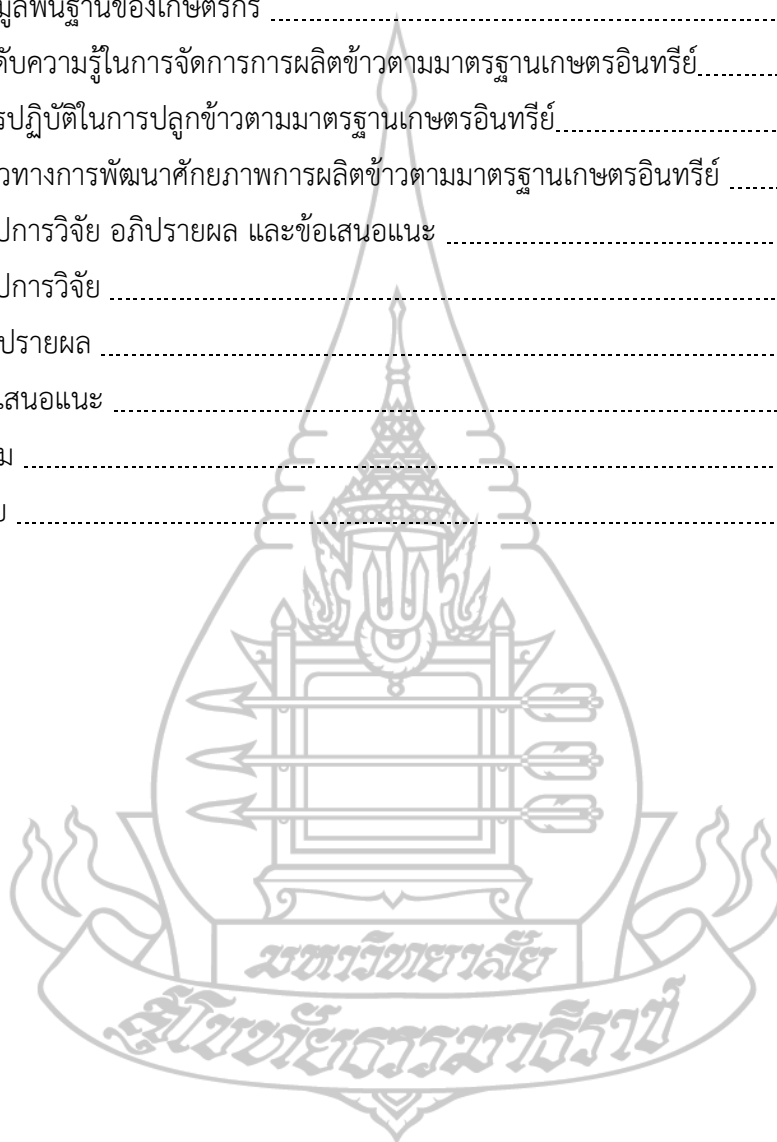 มูลพื้นฐานของเกษตรกร
ดับความรู้ในการจัดการการผลิตข้าวตามมาตรฐานเกษตรอินทรีย์
รปฏิบัติในการปลูกข้าวตามมาตรฐานเกษตรอินทรีย์
วทางการพัฒนาศักยภาพการผลิตข้าวตามมาตรฐานเกษตรอินทรีย์
ปการวิจัย อภิปรายผล และข้อเสนอแนะ
ปการวิจัย
ปรายผล
เสนอแนะ
ม
มหาวิทยาลัย
สุโขทัยธรรมาธิราช